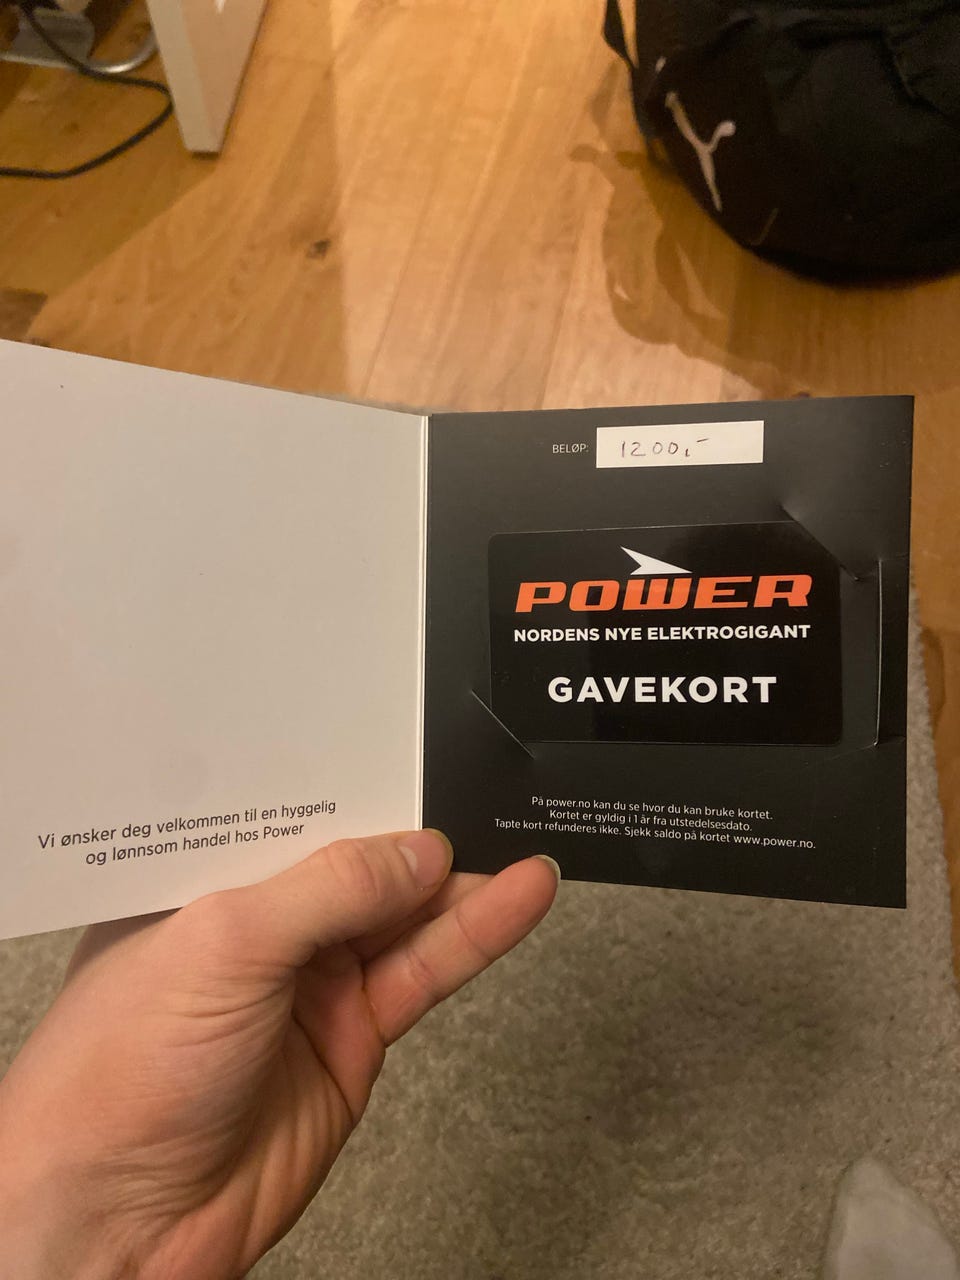 Vi ønsker deg velkommen til en hyggelig
og lønnsom handel hos Power
BELØP: 1200,-
POWER
NORDENS NYE ELEKTROGIGANT
GAVEKORT
På power.no kan du se hvor du kan bruke kortet.
Kortet er gyldig i 1 år fra utstedelsesdato.
Tapte kort refunderes ikke. Sjekk saldo på kortet www.power.no.